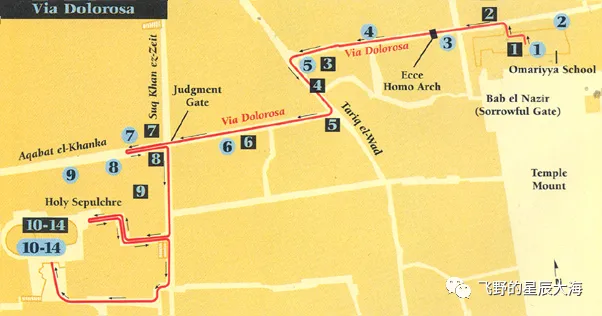 Via Dolorosa
2
2
4
3
1
1
Via Dolorosa
Omariyya School
Ecce
Homo Arch
5
3
4
Bab el Nazir
(Sorrowful Gate)
Suq Khan ez-Zeit
Judgment
Gate
Via Dolorosa
Tariq el-Wad
5
7
7
6
6
Aqabat el-Khanka
8
8
9
9
Temple
Mount
Holy Sepulchre
10-14
10-14
飞野的星辰大海